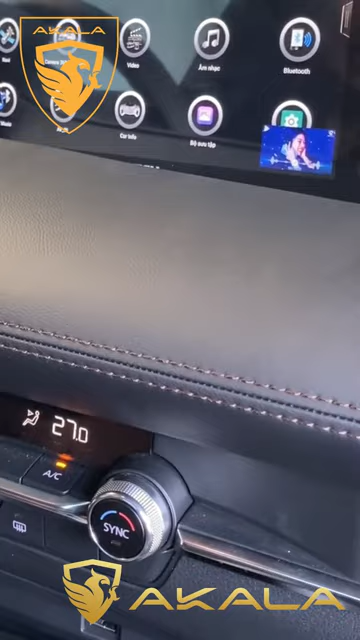 AKALA
Video
Âm nhạc
Bluetooth
Car Info
Bộ sưu tập
27.0
A/C
SYNC
AKALA